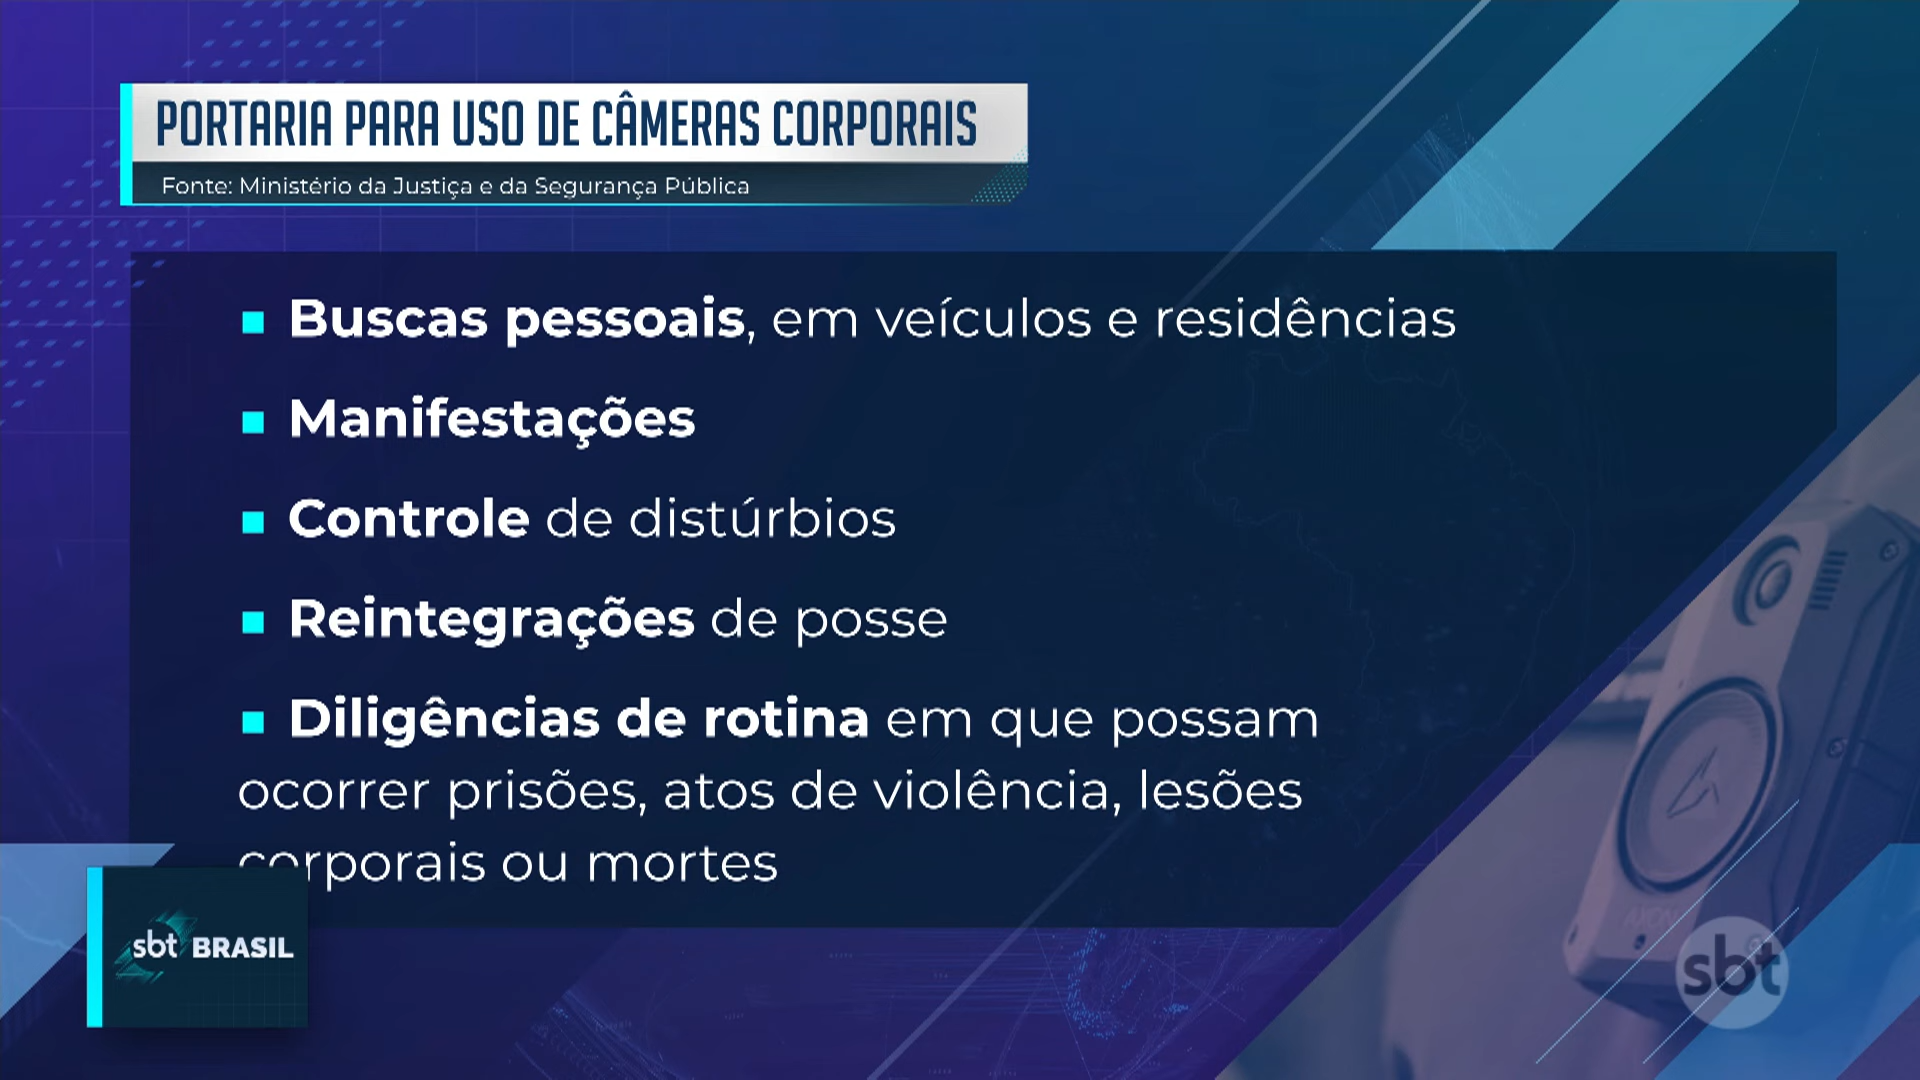 PORTARIA PARA USO DE CÂMERAS CORPORAIS
Fonte: Ministério da Justiça e da Segurança Pública
▪ Buscas pessoais, em veículos e residências
▪ Manifestações
▪ Controle de distúrbios
▪ Reintegrações de posse
▪ Diligências de rotina em que possam
ocorrer prisões, atos de violência, lesões
corporais ou mortes
sbt BRASIL
AXON
sbt